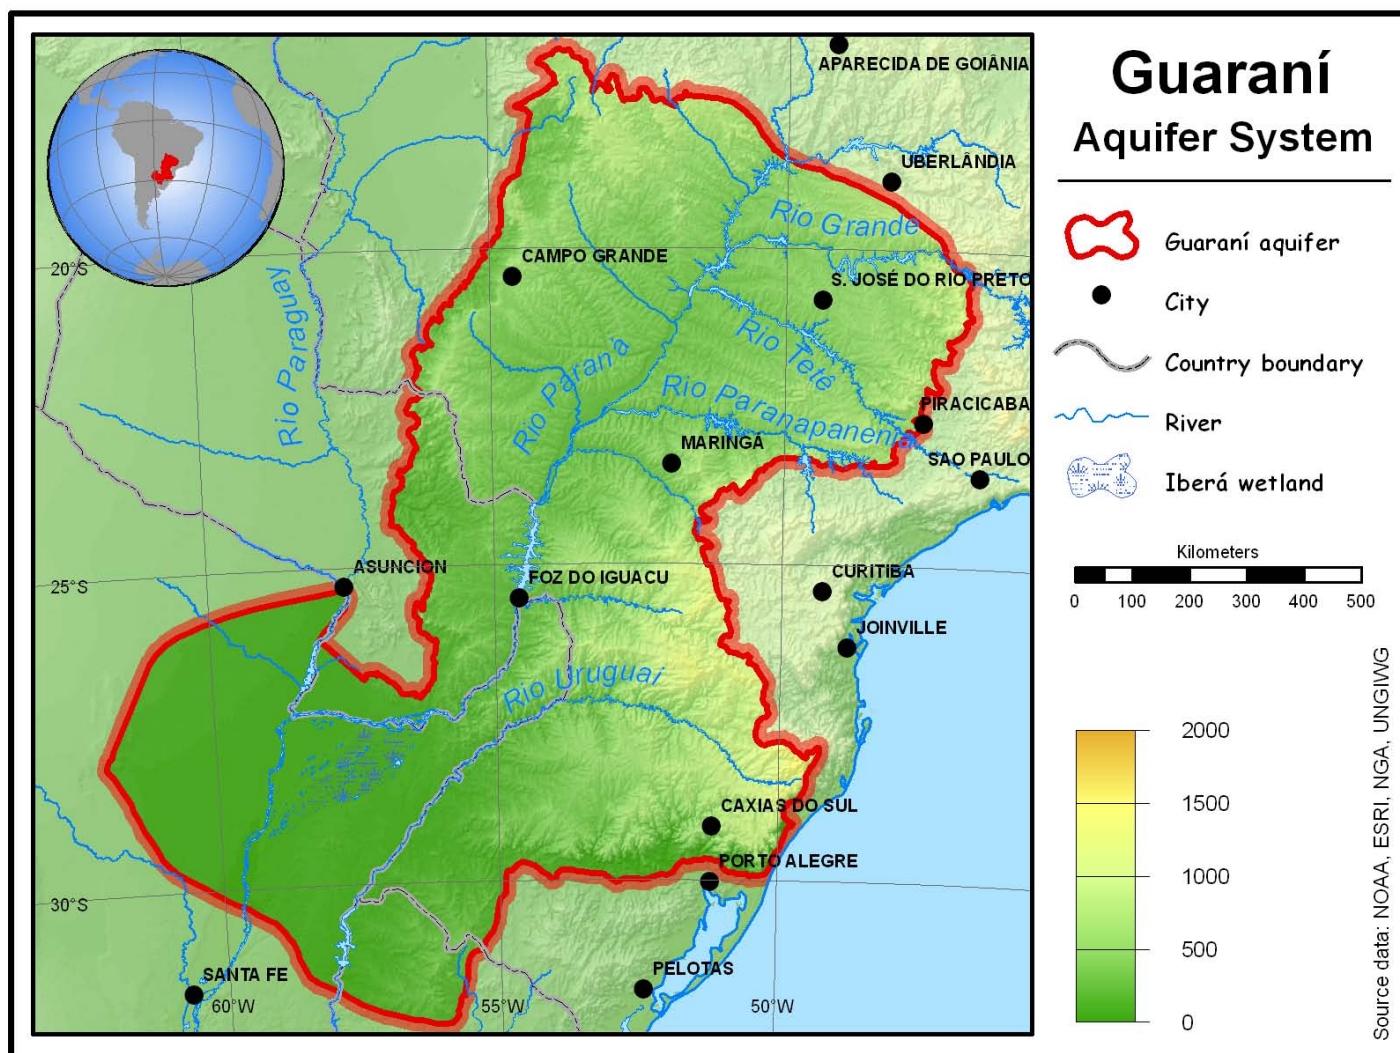 Guaraní
Aquifer System
Guaraní aquifer
City
Country boundary
River
Iberá wetland
Kilometers
0 100 200 300 400 500
2000
1500
1000
500
0
Source data: NOAA, ESRI, NGA, UNGIWG
APARECIDA DE GOIÂNIA
UBERLÂNDIA
Rio Grande
20°S
CAMPO GRANDE
S. JOSÉ DO RIO PRETO
Rio Paraguay
Rio Tetê
Rio Paraná
Rio Paranapanema
PIRACICABA
MARINGÁ
SAO PAULO
25°S
ASUNCION
FOZ DO IGUACU
CURITIBA
JOINVILLE
Rio Uruguai
CAXIAS DO SUL
PORTO ALEGRE
30°S
SANTA FE
PELOTAS
60°W
55°W
50°W